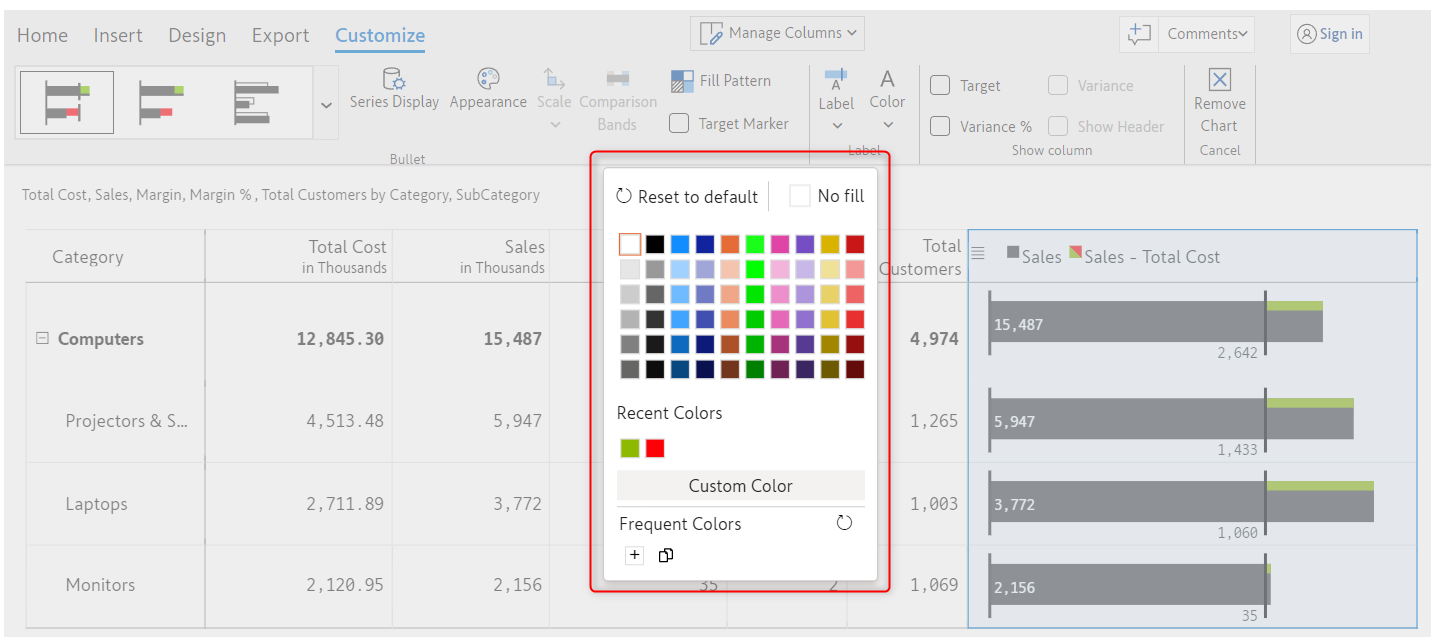 Home Insert Design Export Customize Manage Columns Comments Sign in
Series Display Appearance Scale Comparison Bands Fill Pattern Target Marker
Bullet
Label Color
Label
Target Variance
Variance % Show Header
Show column
Remove Chart
Cancel
Total Cost, Sales, Margin, Margin % , Total Customers by Category, SubCategory
Reset to default No fill
Recent Colors
Custom Color
Frequent Colors
+
Category Total Cost in Thousands Sales in Thousands Total Customers Sales Sales - Total Cost
Computers 12,845.30 15,487 4,974 15,487 2,642
Projectors & S... 4,513.48 5,947 1,265 5,947 1,433
Laptops 2,711.89 3,772 1,003 3,772 1,060
Monitors 2,120.95 2,156 35 2 1,069 2,156 35